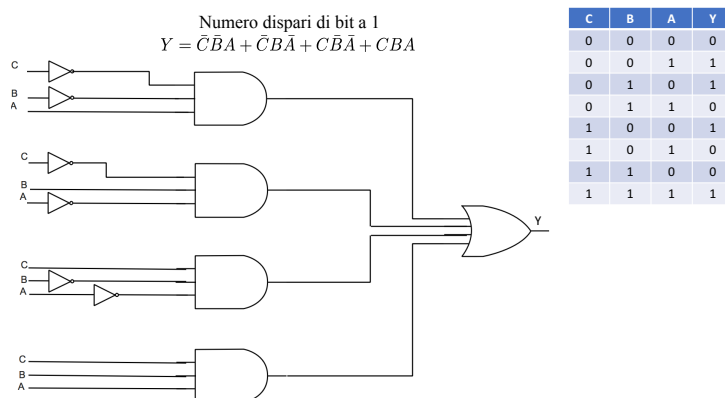 Numero dispari di bit a 1
Y = C̄B̄A + C̄BĀ + CB̄Ā + CBA
C
B
A
C
B
A
C
B
A
C
B
A
Y
C B A Y
0 0 0 0
0 0 1 1
0 1 0 1
0 1 1 0
1 0 0 1
1 0 1 0
1 1 0 0
1 1 1 1